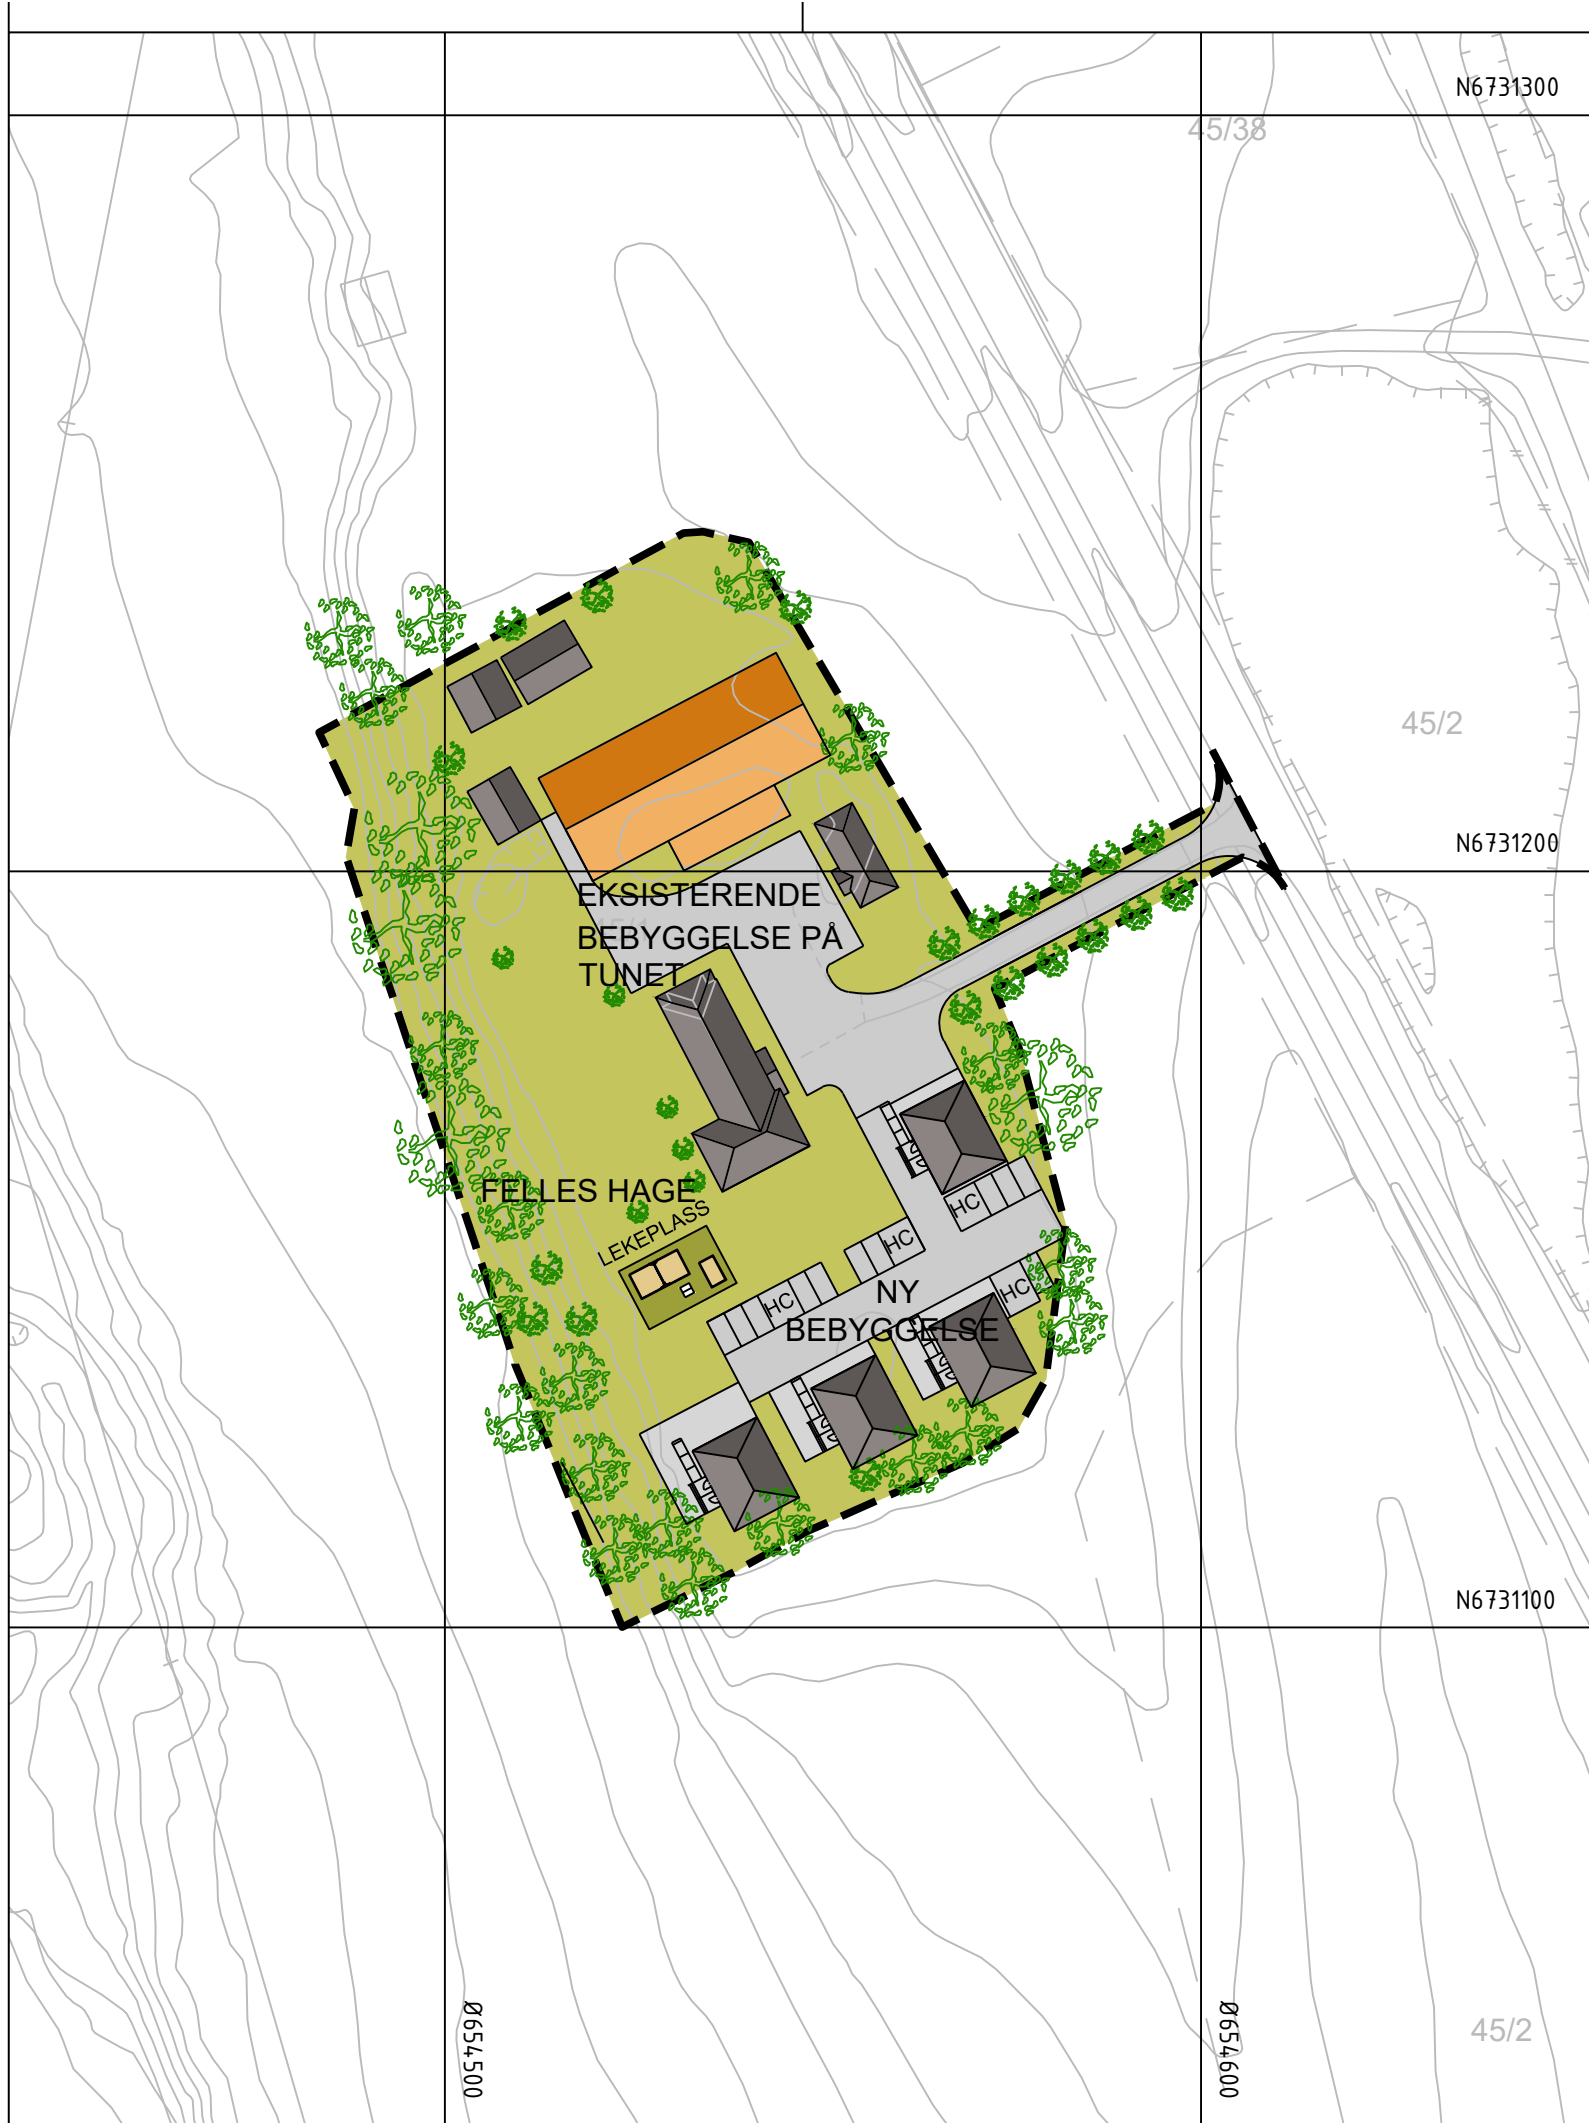 N6731300
45/38
45/2
N6731200
EKSISTERENDE
BEBYGGELSE PÅ
TUNET
FELLES HAGE
LEKEPLASS
HC
HC
HC
HC
NY
BEBYGGELSE
N6731100
Ø654500
Ø654600
45/2